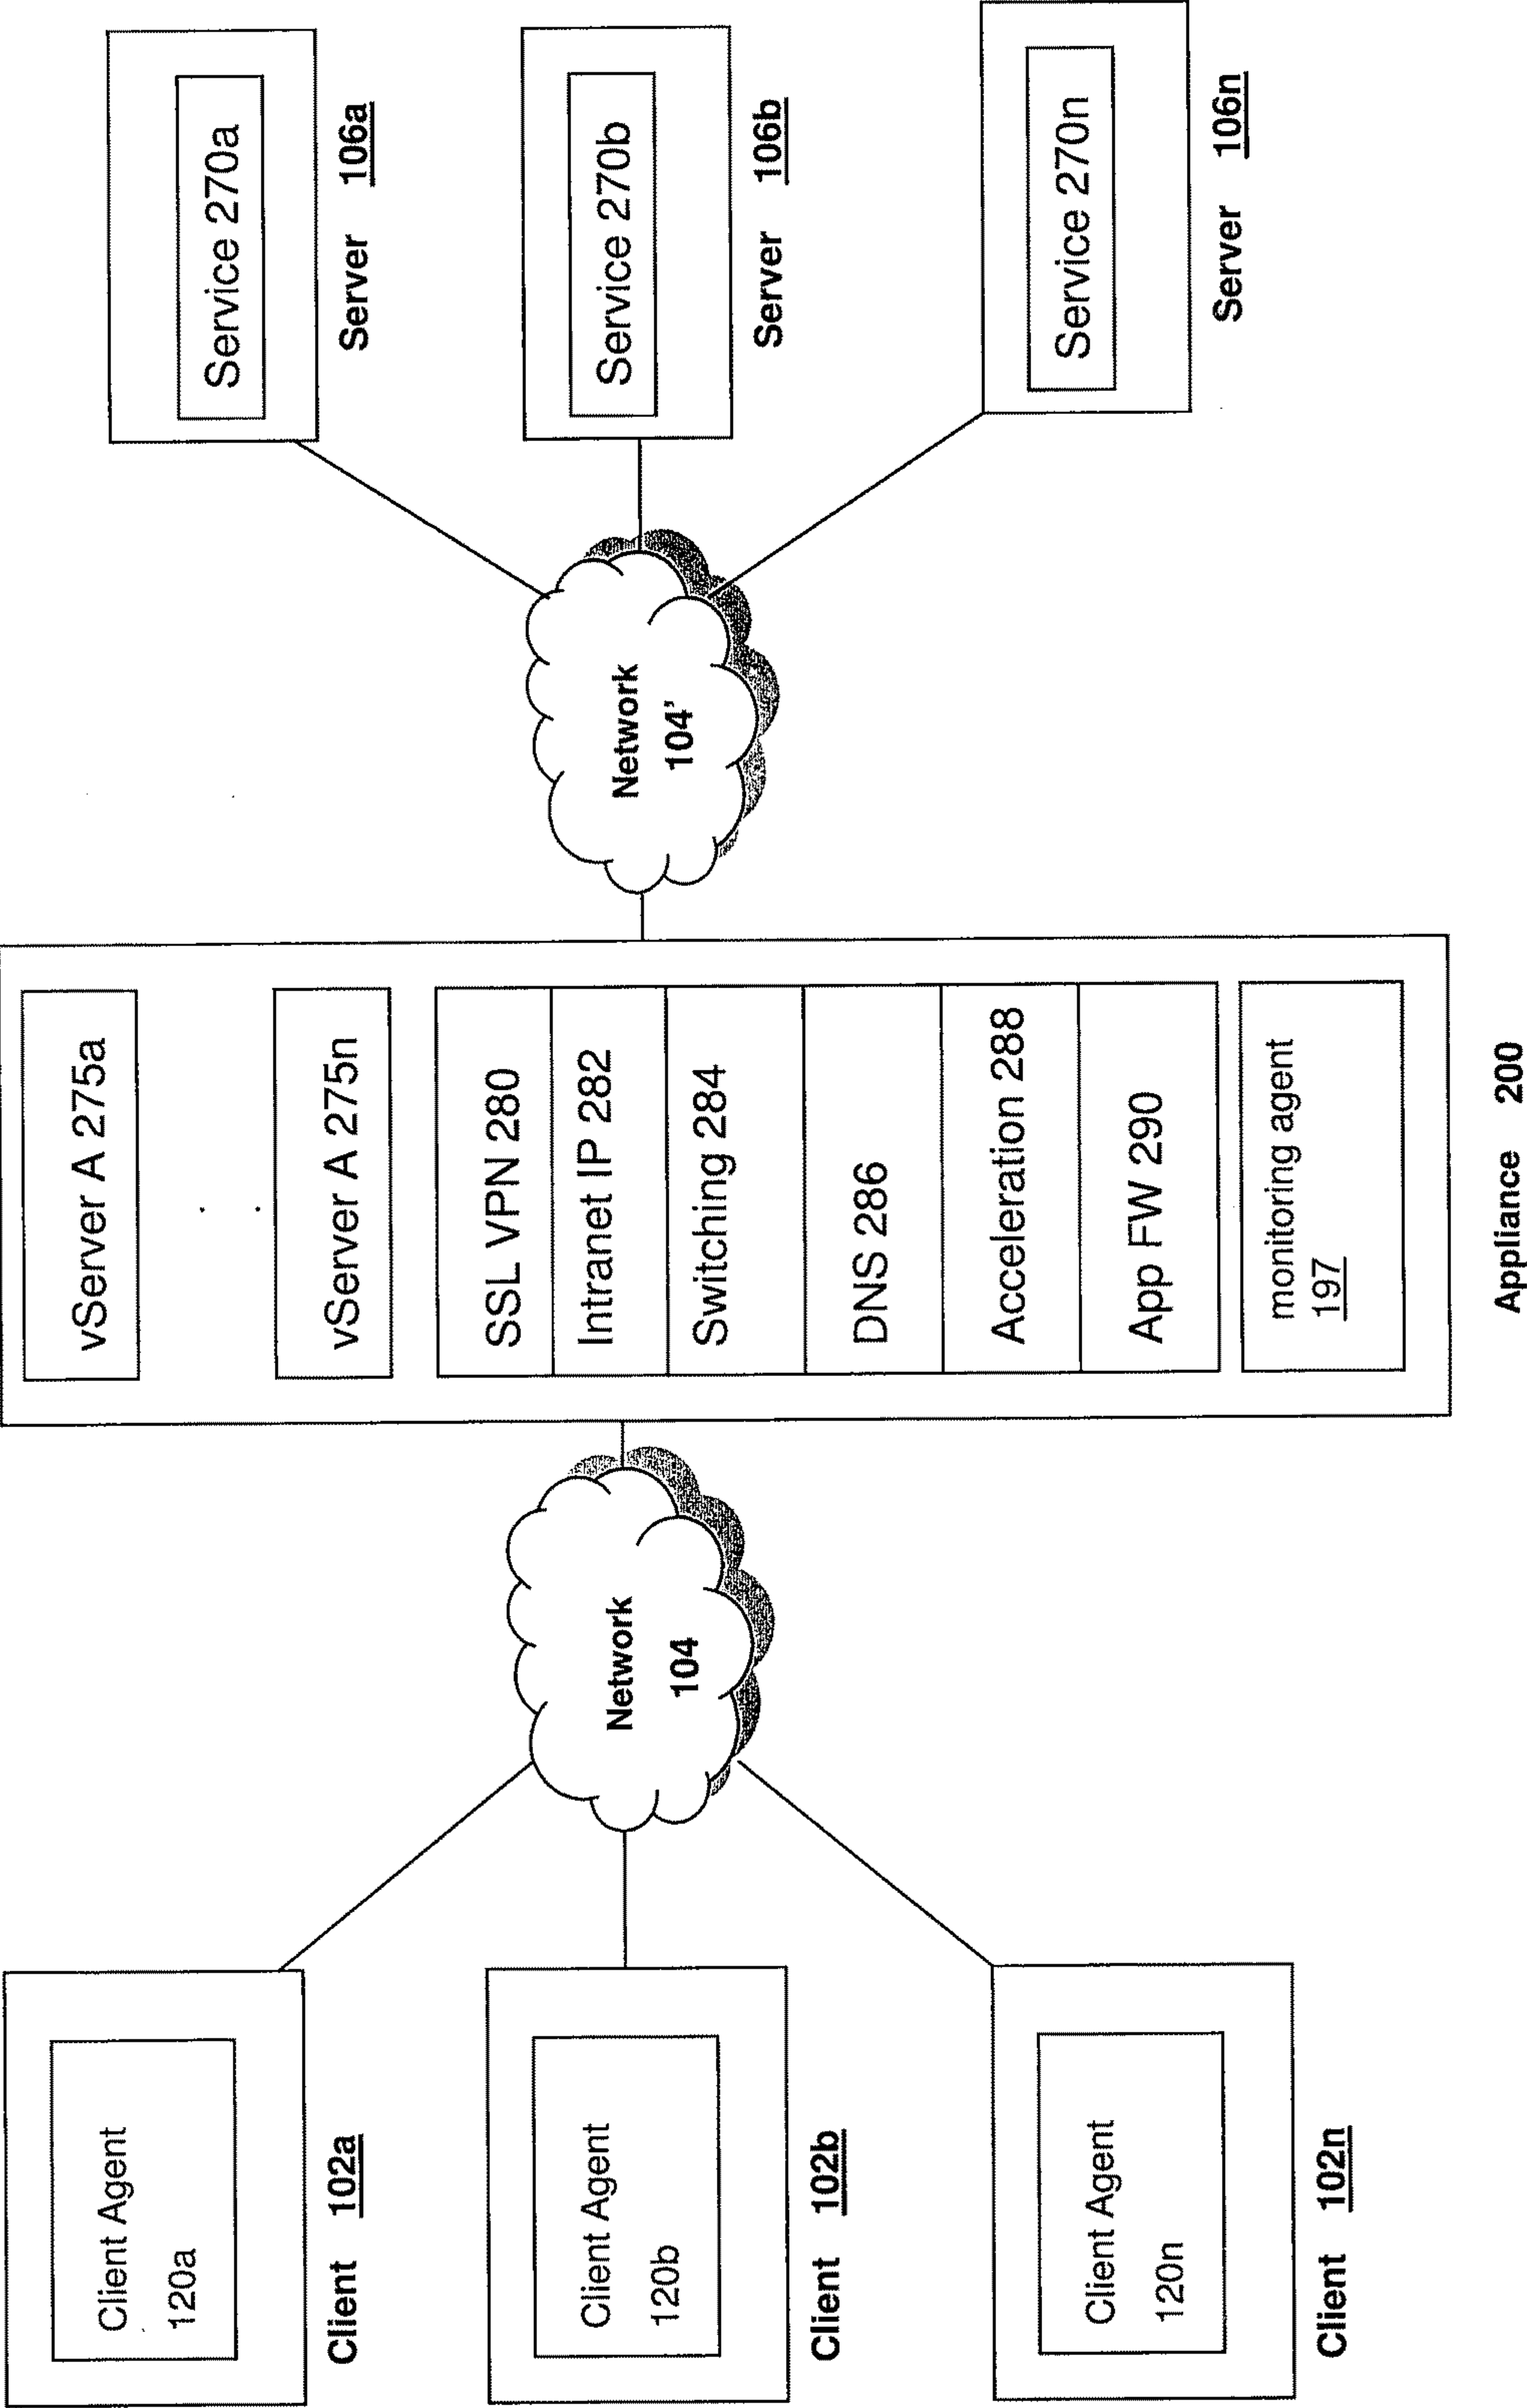 Client Agent
120a
Client 102a
Client Agent
120b
Client 102b
Client Agent
120n
Client 102n
Network
104
vServer A 275a
vServer A 275n
SSL VPN 280
Intranet IP 282
Switching 284
DNS 286
Acceleration 288
App FW 290
monitoring agent
197
Appliance 200
Network
104'
Service 270a
Server 106a
Service 270b
Server 106b
Service 270n
Server 106n